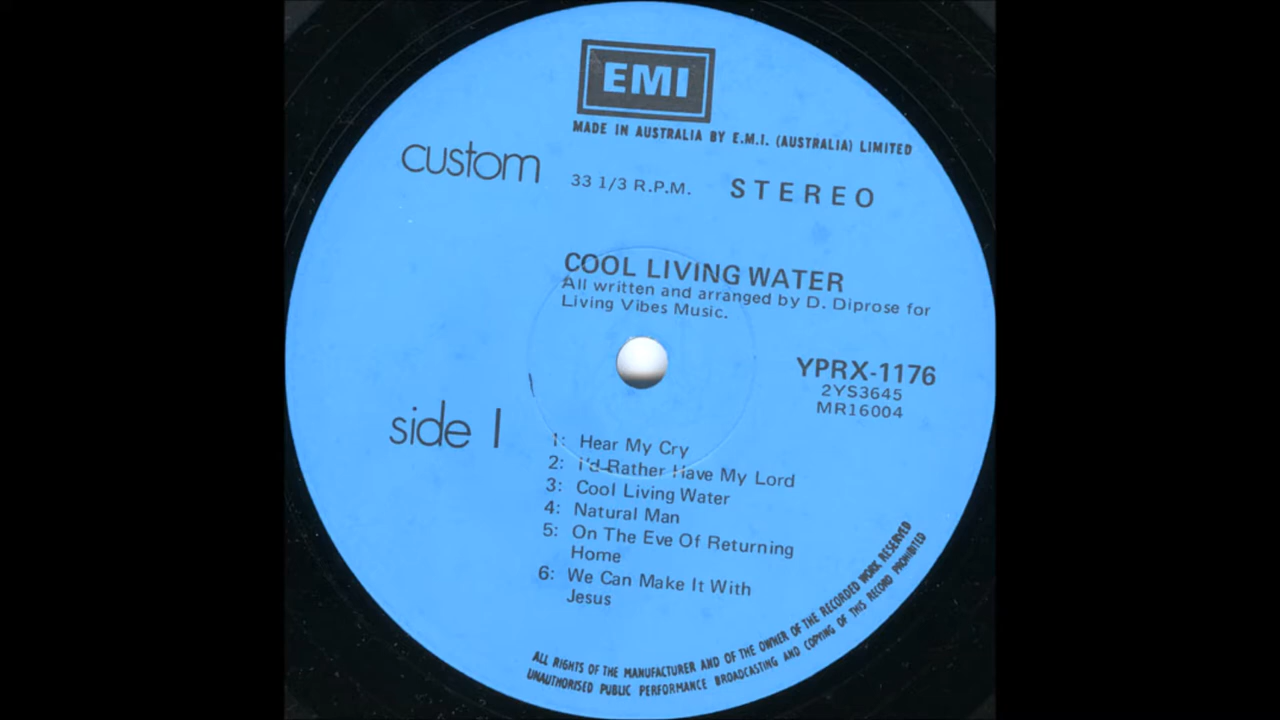 EMI
MADE IN AUSTRALIA BY E.M.I. (AUSTRALIA) LIMITED
custom
33 1/3 R.P.M.
STEREO
COOL LIVING WATER
All written and arranged by D. Diprose for
Living Vibes Music.
YPRX-1176
2YS3645
MR16004
side 1
1: Hear My Cry
2: I'd Rather Have My Lord
3: Cool Living Water
4: Natural Man
5: On The Eve Of Returning
Home
6: We Can Make It With
Jesus
ALL RIGHTS OF THE MANUFACTURER AND OF THE OWNER OF THE RECORDED WORK RESERVED
UNAUTHORISED PUBLIC PERFORMANCE BROADCASTING AND COPYING OF THIS RECORD PROHIBITED